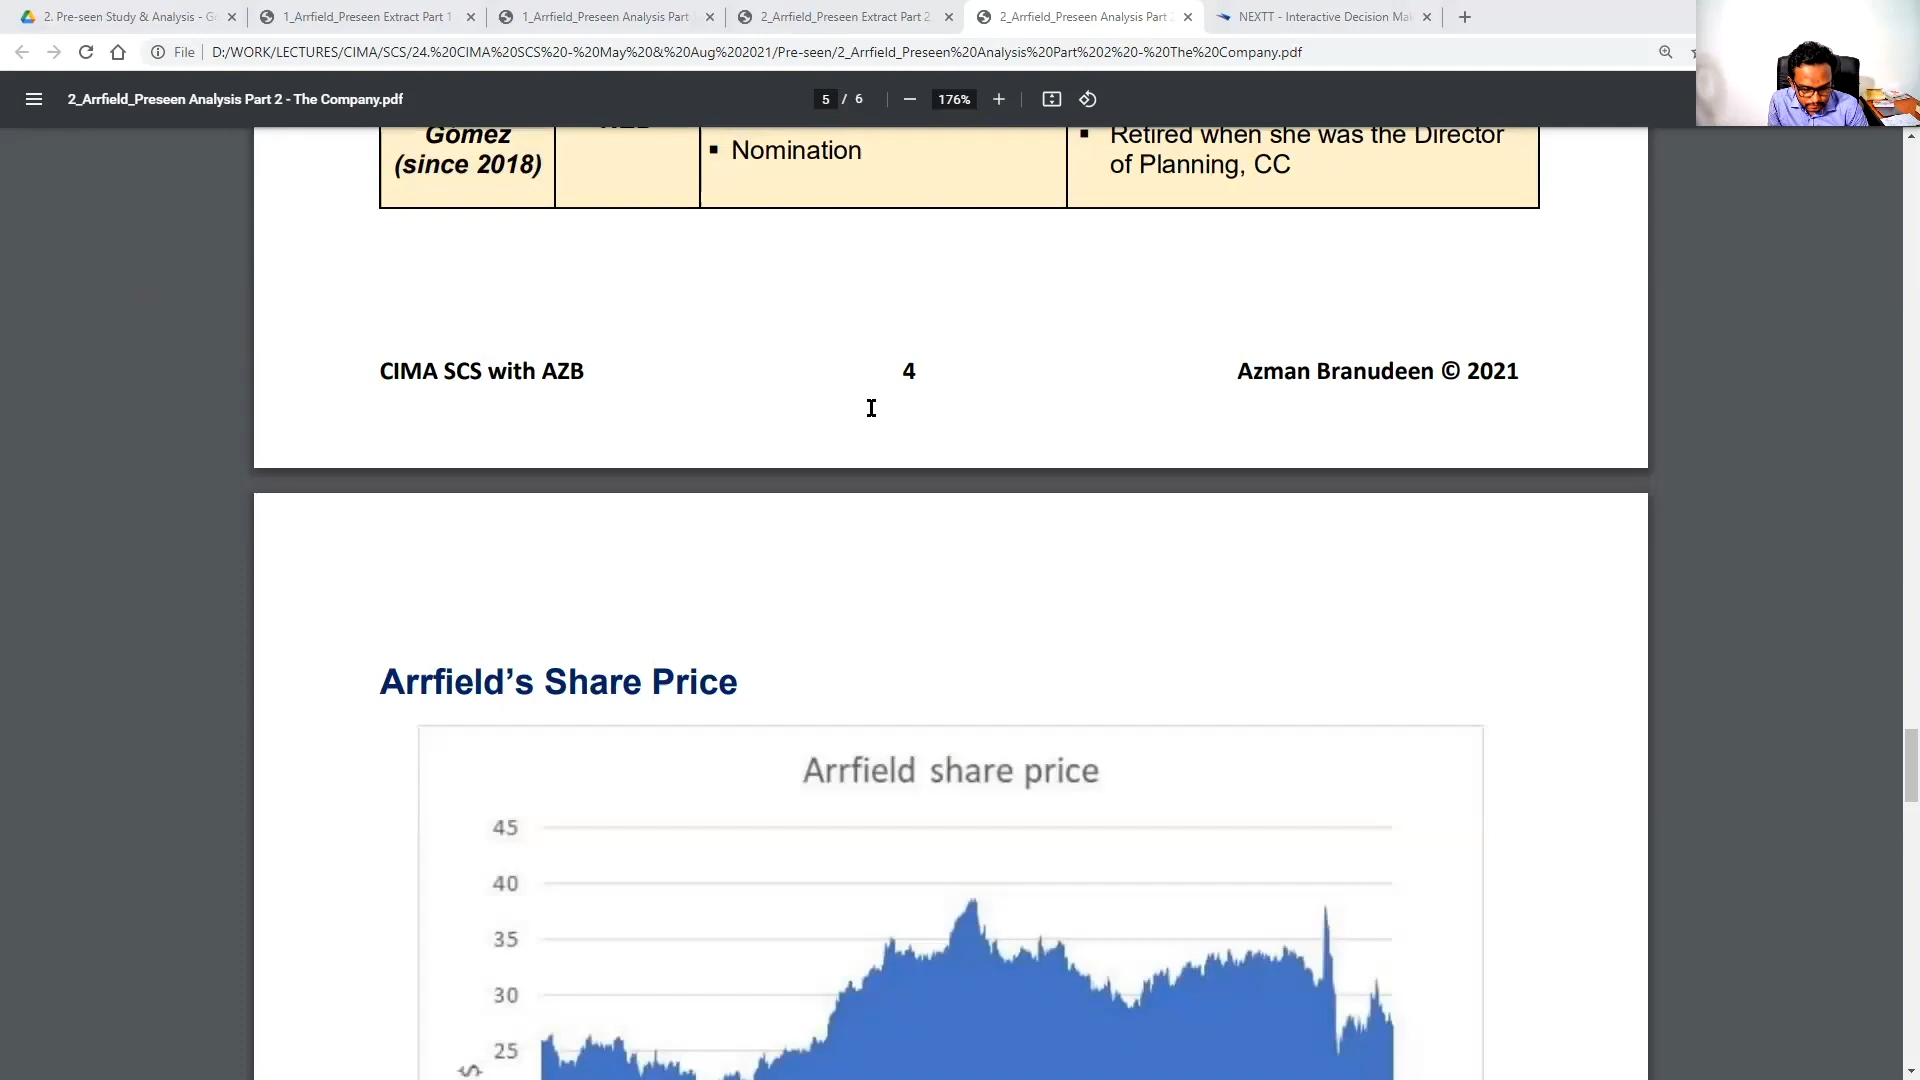 2. Pre-seen Study & Analysis - G
1_Arrfield_Preseen Extract Part 1
1_Arrfield_Preseen Analysis Part
2_Arrfield_Preseen Extract Part 2
2_Arrfield_Preseen Analysis Part
NEXTT - Interactive Decision Mak
File
D:/WORK/LECTURES/CIMA/SCS/24.%20CIMA%20SCS%20-%20May%20&%20Aug%202021/Pre-seen/2_Arrfield_Preseen%20Analysis%20Part%202%20-%20The%20Company.pdf
2_Arrfield_Preseen Analysis Part 2 - The Company.pdf
5 / 6
176%
Gomez
(since 2018)
▪ Nomination
▪ Retired when she was the Director
of Planning, CC
CIMA SCS with AZB 4 Azman Branudeen © 2021
Arrfield’s Share Price
Arrfield share price
45
40
35
30
25
$